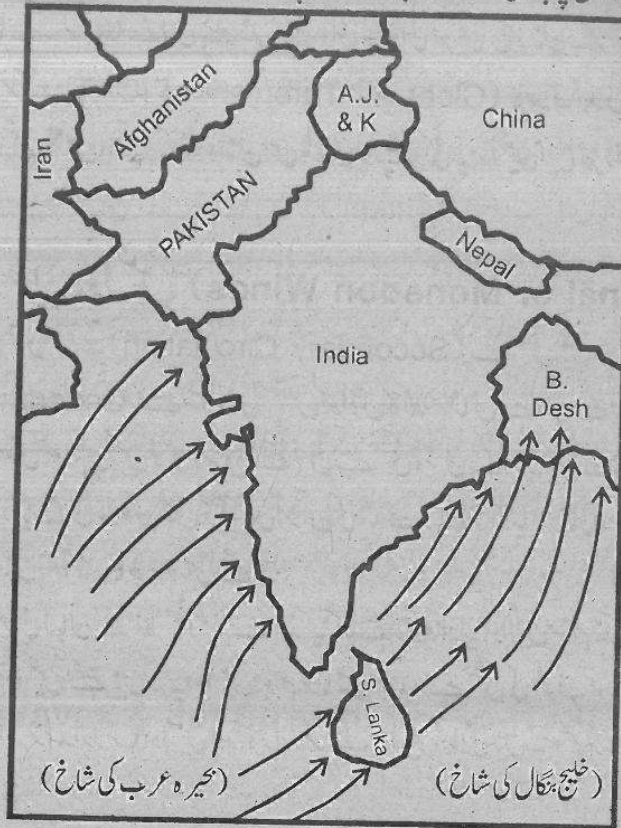 Afghanistan
A.J.
& K
China
Iran
PAKISTAN
Nepal
India
B.
Desh
S. Lanka
(بحیرہ عرب کی شاخ)
(خلیج بنگال کی شاخ)